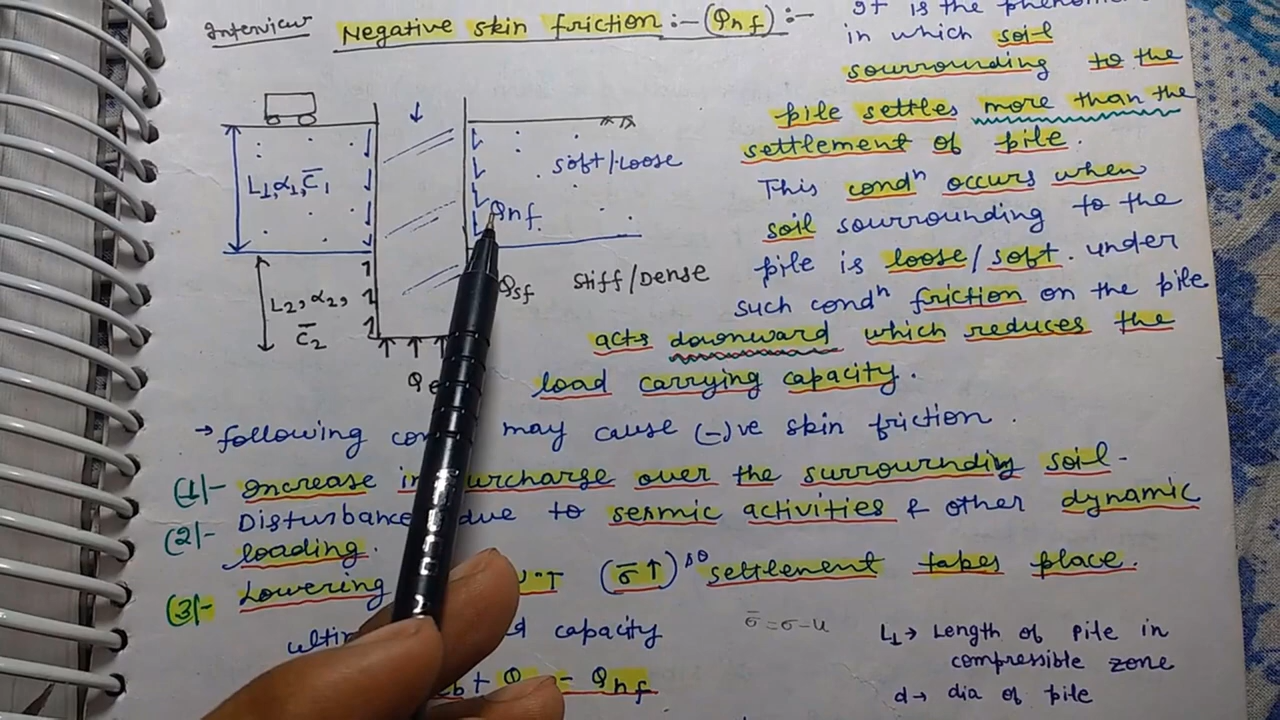 Interview Negative skin friction :- (Qnf) :-
It is the
in which soil
sourrounding to the
pile settles more than the
settlement of pile.
This condⁿ occurs when
soil sourrounding to the
pile is loose/soft. under
such condⁿ friction on the pile
acts downward which reduces the
load carrying capacity.
L1, α1, C̅1
soft/loose
Qnf
L2, α2,
C̅2
Qsf
stiff/Dense
Q
→ following may cause (-)ve skin friction.
(1)- Increase in surcharge over the surrounding soil.
(2)- Disturbance due to sesmic activities & other dynamic
loading.
(3)- Lowering (σ̅↑) so settlement takes place.
capacity
σ̅ = σ - u
+ Q - Qnf
L1 → Length of pile in
compressible zone
d → dia of pile